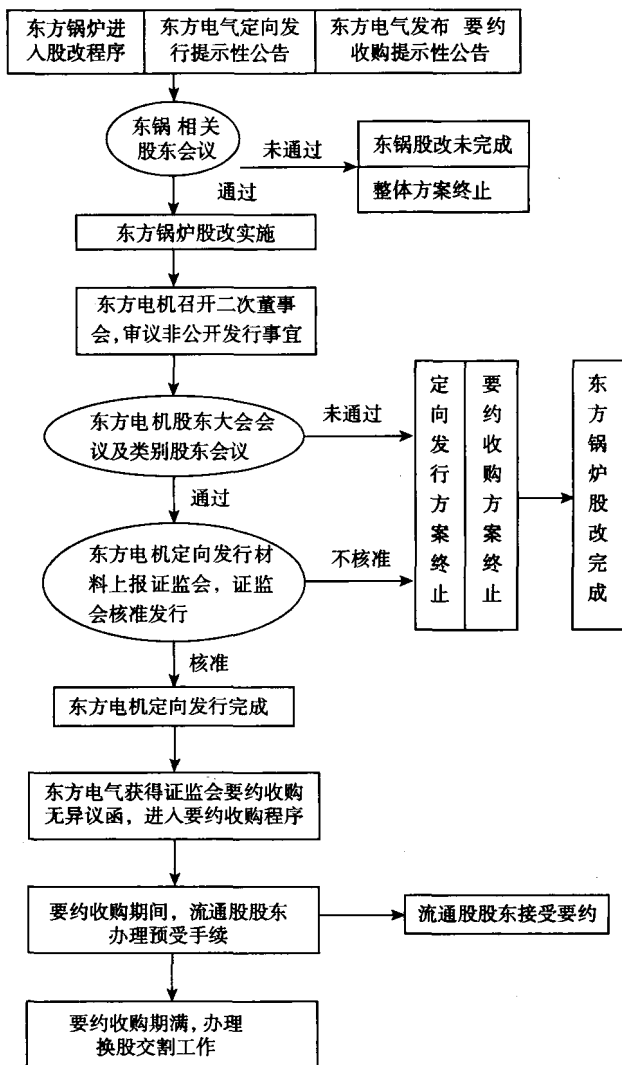 东方锅炉进
入股改程序
东方电气定向发
行提示性公告
东方电气发布 要约
收购提示性公告
东锅 相关
股东会议
未通过
东锅股改未完成
整体方案终止
通过
东方锅炉股改实施
东方电机召开二次董事
会,审议非公开发行事宜
东方电机股东大会会
议及类别股东会议
未通过
定向发行方案终止
要约收购方案终止
东方锅炉股改完成
通过
东方电机定向发行材
料上报证监会，证监
会核准发行
不核准
核准
东方电机定向发行完成
东方电气获得证监会要约收购
无异议函，进入要约收购程序
要约收购期间，流通股股东
办理预受手续
流通股股东接受要约
要约收购期满,办理
换股交割工作